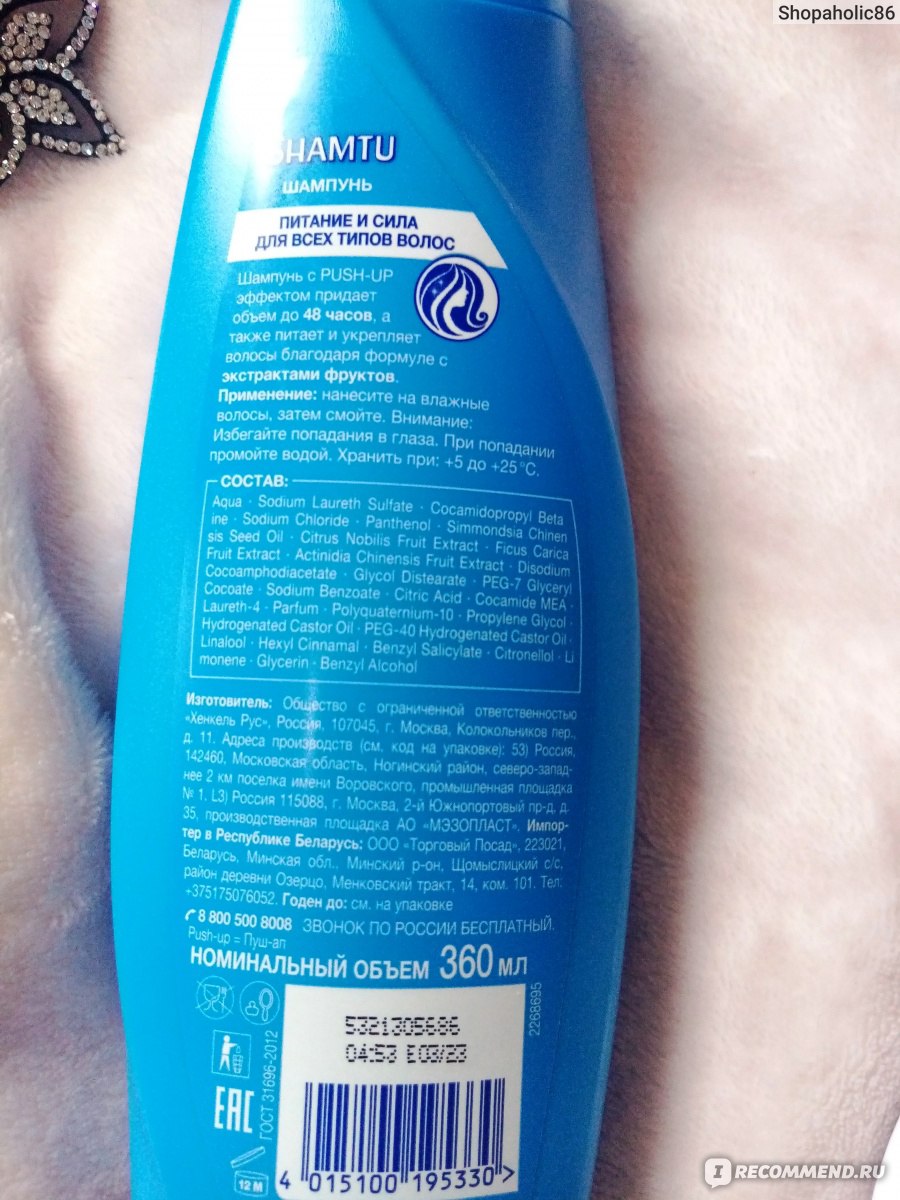 Shopaholic86
SHAMTU
ШАМПУНЬ
ПИТАНИЕ И СИЛА
ДЛЯ ВСЕХ ТИПОВ ВОЛОС
Шампунь с PUSH-UP
эффектом придает
объем до 48 часов, а
также питает и укрепляет
волосы благодаря формуле с
экстрактами фруктов.
Применение: нанесите на влажные
волосы, затем смойте. Внимание:
Избегайте попадания в глаза. При попадании
промойте водой. Хранить при: +5 до +25 °C.
СОСТАВ:
Aqua · Sodium Laureth Sulfate · Cocamidopropyl Beta
ine · Sodium Chloride · Panthenol · Simmondsia Chinen
sis Seed Oil · Citrus Nobilis Fruit Extract · Ficus Carica
Fruit Extract · Actinidia Chinensis Fruit Extract · Disodium
Cocoamphodiacetate · Glycol Distearate · PEG-7 Glyceryl
Cocoate · Sodium Benzoate · Citric Acid · Cocamide MEA ·
Laureth-4 · Parfum · Polyquaternium-10 · Propylene Glycol ·
Hydrogenated Castor Oil · PEG-40 Hydrogenated Castor Oil ·
Linalool · Hexyl Cinnamal · Benzyl Salicylate · Citronellol · Li
monene · Glycerin · Benzyl Alcohol
Изготовитель: Общество с ограниченной ответственностью
«Хенкель Рус», Россия, 107045, г. Москва, Колокольников пер.,
д. 11. Адреса производств (см. код на упаковке): 53) Россия,
142460, Московская область, Ногинский район, северо-запад-
нее 2 км поселка имени Воровского, промышленная площадка
№ 1. L3) Россия 115088, г. Москва, 2-й Южнопортовый пр-д, д.
35, производственная площадка АО «МЭЗОПЛАСТ». Импор-
тер в Республике Беларусь: ООО «Торговый Посад», 223021,
Беларусь, Минская обл., Минский р-он, Щомыслицкий с/с,
район деревни Озерцо, Менковский тракт, 14, ком. 101. Тел:
+375175076052. Годен до: см. на упаковке
8 800 500 8008 ЗВОНОК ПО РОССИИ БЕСПЛАТНЫЙ.
Push-up = Пуш-ап
НОМИНАЛЬНЫЙ ОБЪЕМ 360 МЛ
5321305686
04:53 E03/23
2268695
ГОСТ 31696-2012
EAC
12 M
4 015100 195330 >
IRECOMMEND.RU